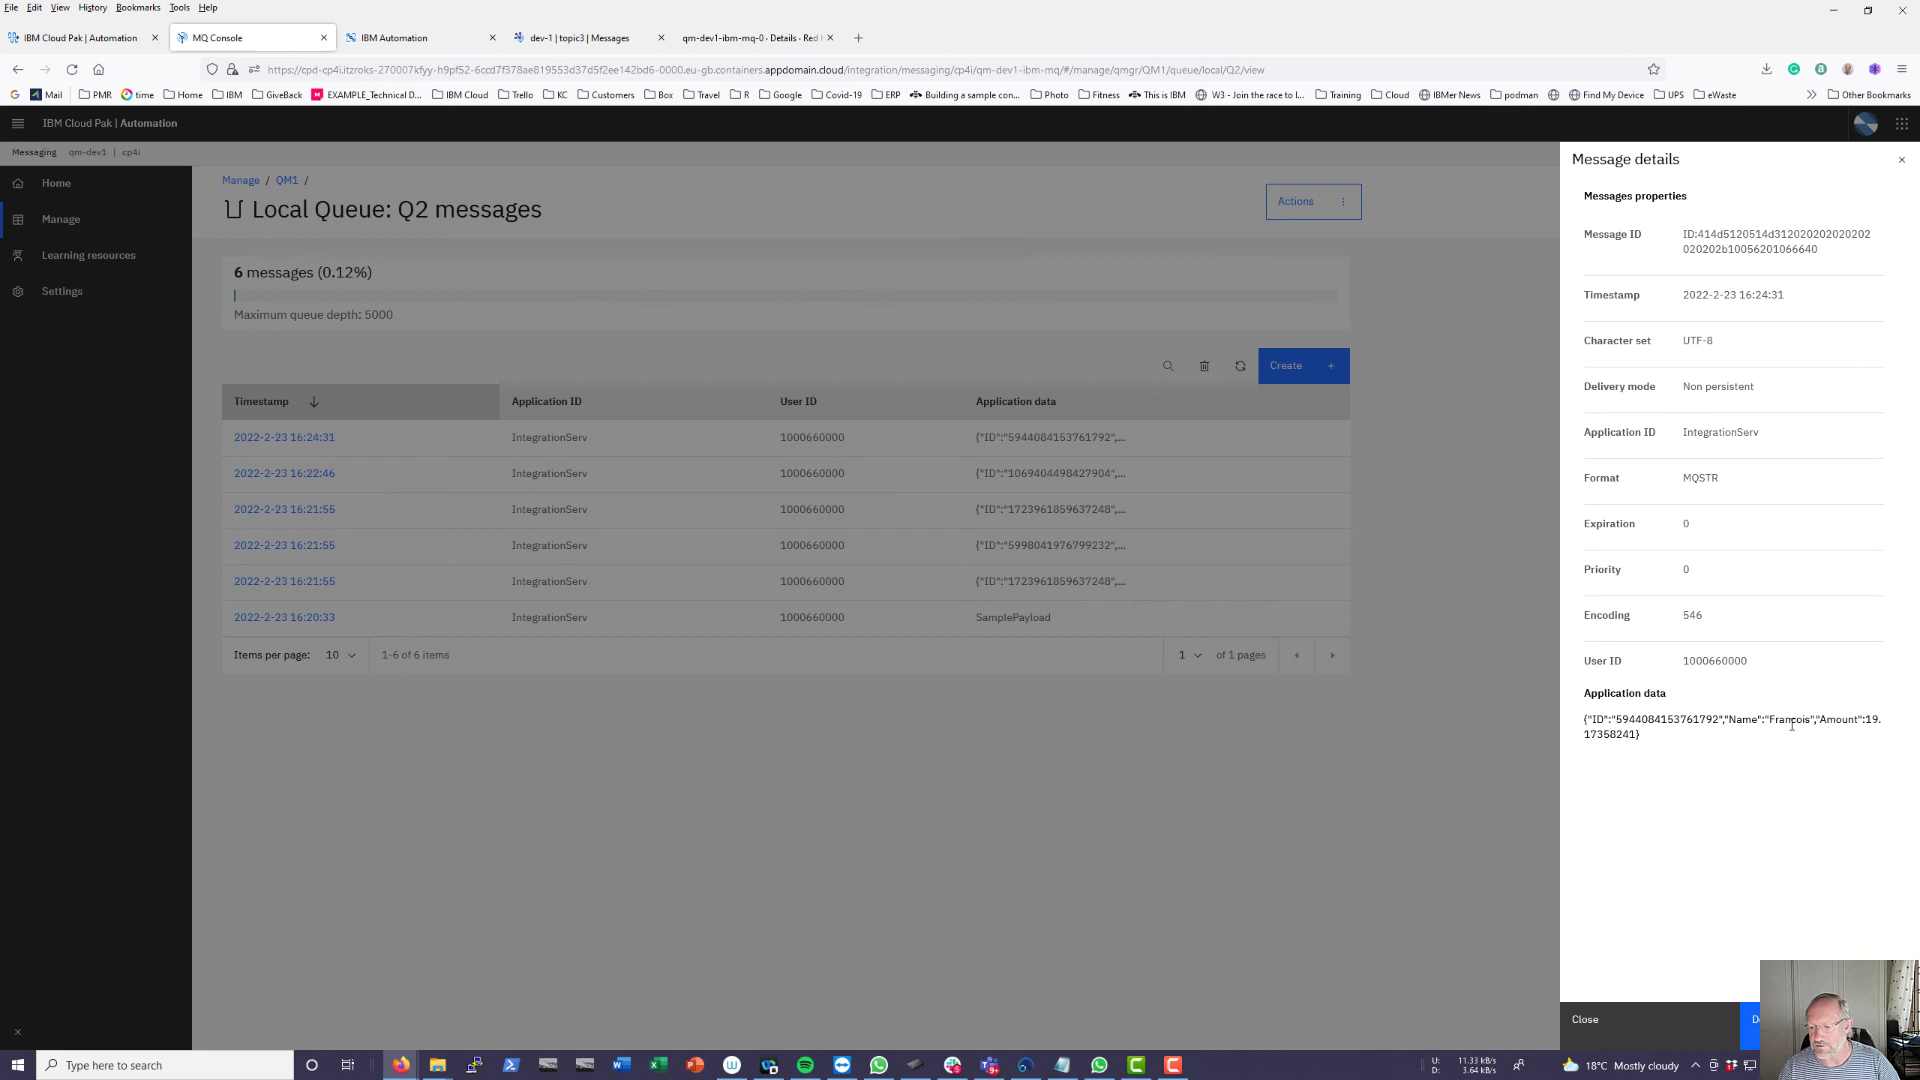 File Edit View History Bookmarks Tools Help
IBM Cloud Pak | Automation
MQ Console
IBM Automation
dev-1 | topic3 | Messages
qm-dev1-ibm-mq-0 · Details · Red
https://cpd-cp4i.itzroks-270007kfyy-h9pf52-6ccd7f378ae819553d37d5f2ee142bd6-0000.eu-gb.containers.appdomain.cloud/integration/messaging/cp4i/qm-dev1-ibm-mq/#/manage/qmgr/QM1/queue/local/Q2/view
Mail PMR time Home IBM GiveBack EXAMPLE_Technical D... IBM Cloud Trello KC Customers Box Travel R Google Covid-19 ERP Building a sample con... Photo Fitness This is IBM W3 - Join the race to I... Training Cloud IBMer News podman Find My Device UPS eWaste Other Bookmarks
IBM Cloud Pak | Automation
Messaging qm-dev1 | cp4i
Home
Manage
Learning resources
Settings
Manage / QM1 /
Local Queue: Q2 messages
Actions
6 messages (0.12%)
Maximum queue depth: 5000
Create +
Timestamp Application ID User ID Application data
2022-2-23 16:24:31 IntegrationServ 1000660000 {"ID":"5944084153761792",...
2022-2-23 16:22:46 IntegrationServ 1000660000 {"ID":"1069404498427904",...
2022-2-23 16:21:55 IntegrationServ 1000660000 {"ID":"1723961859637248",...
2022-2-23 16:21:55 IntegrationServ 1000660000 {"ID":"5998041976799232",...
2022-2-23 16:21:55 IntegrationServ 1000660000 {"ID":"1723961859637248",...
2022-2-23 16:20:33 IntegrationServ 1000660000 SamplePayload
Items per page: 10 1-6 of 6 items 1 of 1 pages
Message details
Messages properties
Message ID ID:414d5120514d312020202020202
020202b10056201066640
Timestamp 2022-2-23 16:24:31
Character set UTF-8
Delivery mode Non persistent
Application ID IntegrationServ
Format MQSTR
Expiration 0
Priority 0
Encoding 546
User ID 1000660000
Application data
{"ID":"5944084153761792","Name":"Francois","Amount":19.
17358241}
Close
Type here to search
U: 11.33 kB/s
D: 3.64 kB/s
18°C Mostly cloudy